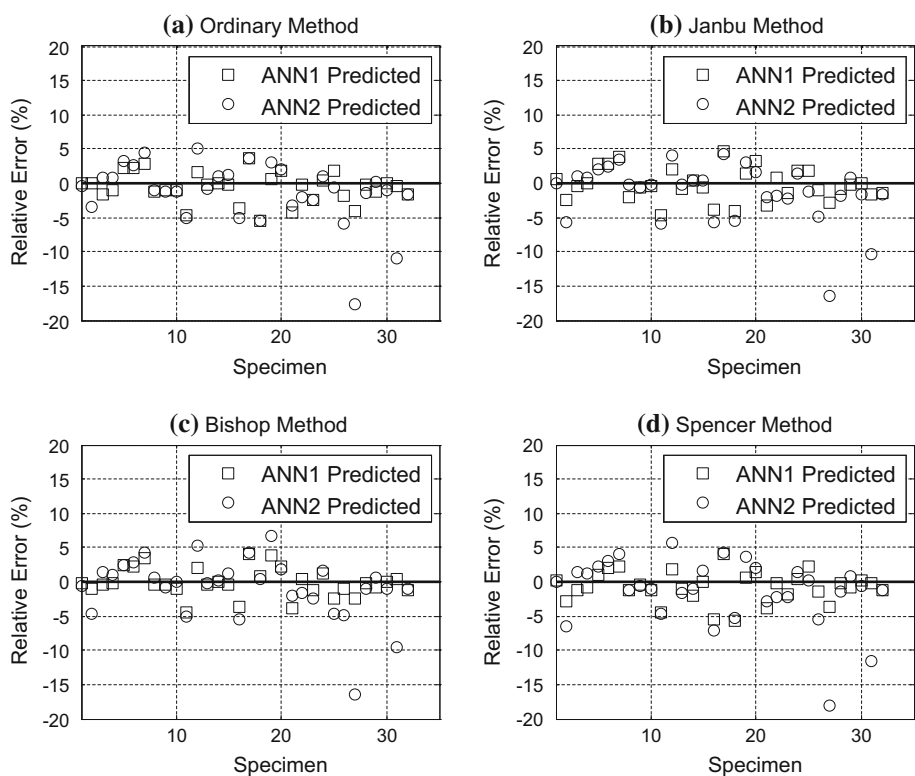 (a) Ordinary Method
20
15
10
5
0
-5
-10
-15
-20
Relative Error (%)
ANN1 Predicted
ANN2 Predicted
10
20
30
Specimen
(b) Janbu Method
20
15
10
5
0
-5
-10
-15
-20
Relative Error (%)
ANN1 Predicted
ANN2 Predicted
10
20
30
Specimen
(c) Bishop Method
20
15
10
5
0
-5
-10
-15
-20
Relative Error (%)
ANN1 Predicted
ANN2 Predicted
10
20
30
Specimen
(d) Spencer Method
20
15
10
5
0
-5
-10
-15
-20
Relative Error (%)
ANN1 Predicted
ANN2 Predicted
10
20
30
Specimen